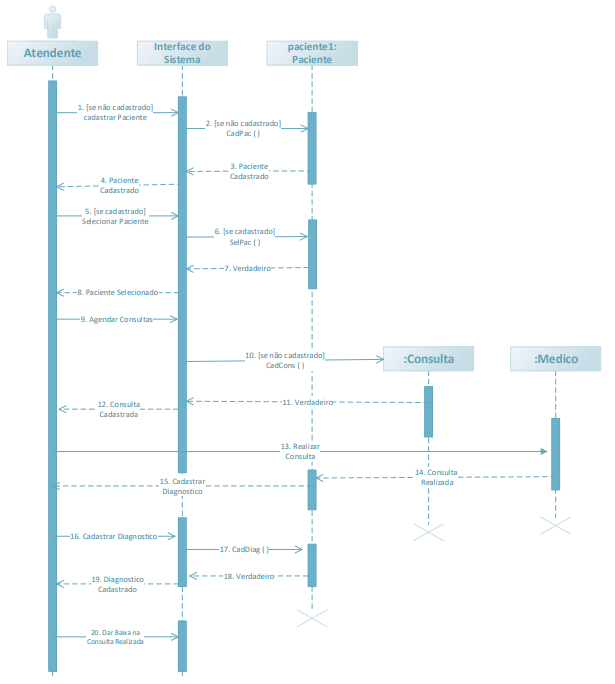 Atendente
Interface do
Sistema
paciente1:
Paciente
1. [se não cadastrado]
cadastrar Paciente
2. [se não cadastrado]
CadPac ( )
3. Paciente
Cadastrado
4. Paciente
Cadastrado
5. [se cadastrado]
Selecionar Paciente
6. [se cadastrado]
SelPac ( )
7. Verdadeiro
8. Paciente Selecionado
9. Agendar Consultas
10. [se não cadastrado]
CadCons ( )
:Consulta
:Medico
11. Verdadeiro
12. Consulta
Cadastrada
13. Realizar
Consulta
14. Consulta
Realizada
15. Cadastrar
Diagnostico
16. Cadastrar Diagnostico
17. CadDiag ( )
18. Verdadeiro
19. Diagnostico
Cadastrado
20. Dar Baixa na
Consulta Realizada